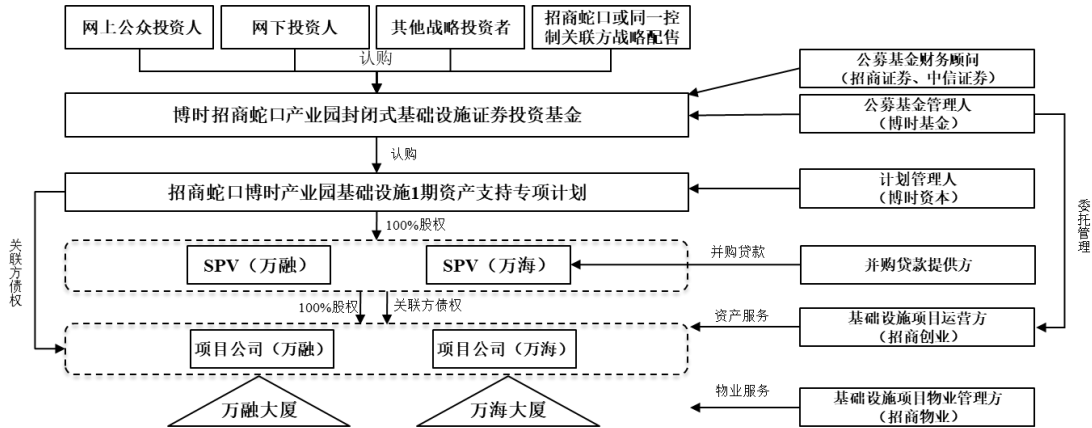 网上公众投资人
网下投资人
其他战略投资者
招商蛇口或同一控
制关联方战略配售
认购
公募基金财务顾问
（招商证券、中信证券）
博时招商蛇口产业园封闭式基础设施证券投资基金
公募基金管理人
（博时基金）
认购
招商蛇口博时产业园基础设施1期资产支持专项计划
计划管理人
（博时资本）
委托管理
100%股权
关联方债权
SPV（万融）
SPV（万海）
并购贷款
并购贷款提供方
100%股权
关联方债权
资产服务
基础设施项目运营方
（招商创业）
项目公司（万融）
项目公司（万海）
万融大厦
万海大厦
物业服务
基础设施项目物业管理方
（招商物业）